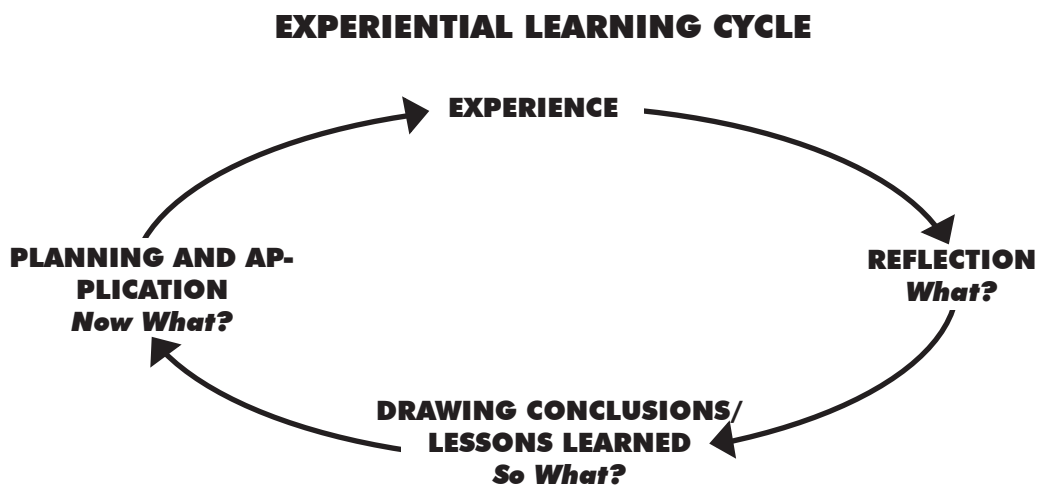 EXPERIENTIAL LEARNING CYCLE
EXPERIENCE
REFLECTION
What?
DRAWING CONCLUSIONS/
LESSONS LEARNED
So What?
PLANNING AND AP-
PLICATION
Now What?